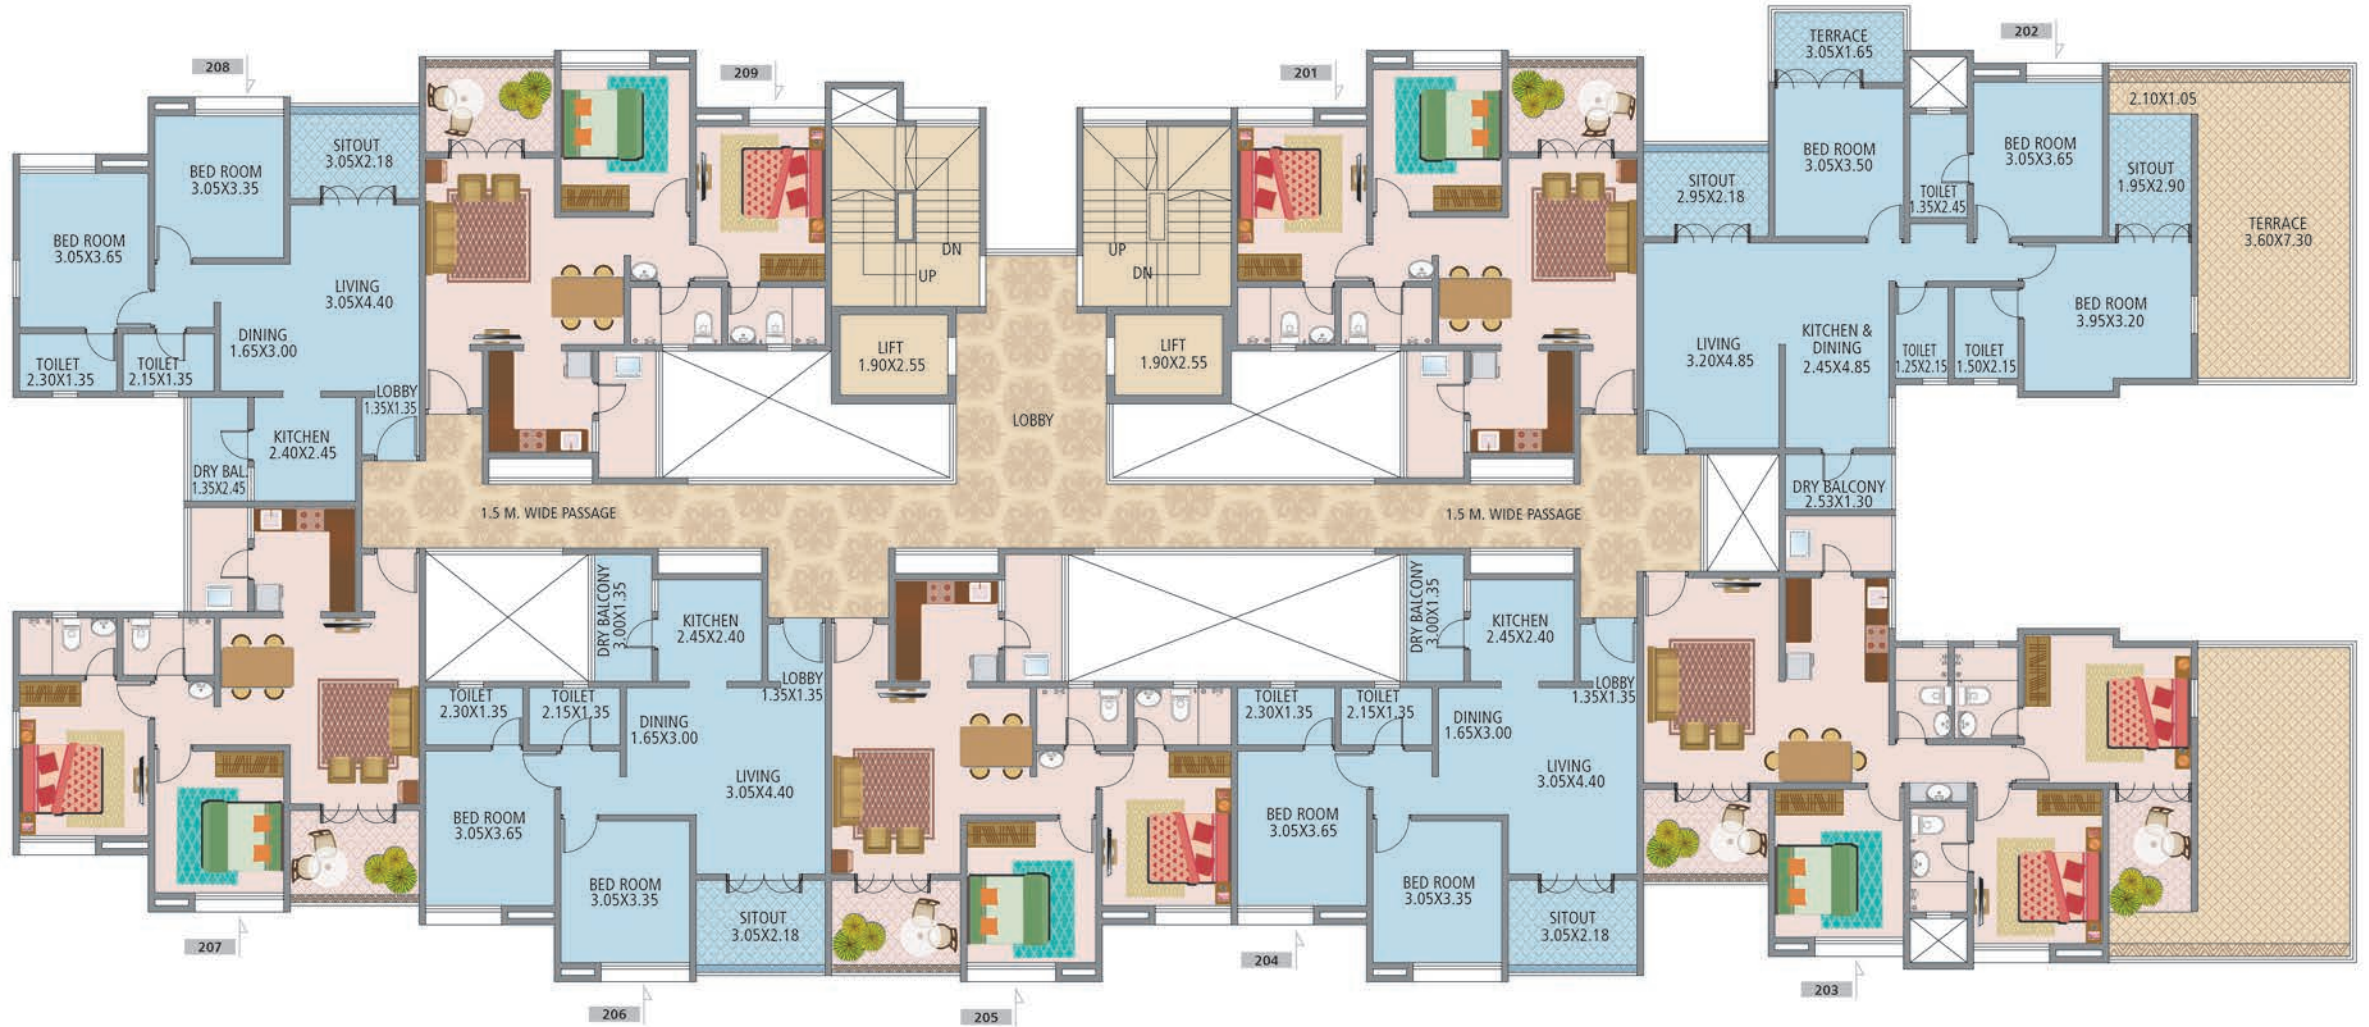 208
209
201
202
TERRACE
3.05X1.65
2.10X1.05
BED ROOM
3.05X3.35
SITOUT
3.05X2.18
BED ROOM
3.05X3.65
LIVING
3.05X4.40
DINING
1.65X3.00
TOILET
2.30X1.35
TOILET
2.15X1.35
LOBBY
1.35X1.35
KITCHEN
2.40X2.45
DRY BAL.
1.35X2.45
DN
UP
LIFT
1.90X2.55
LOBBY
UP
DN
LIFT
1.90X2.55
SITOUT
2.95X2.18
BED ROOM
3.05X3.50
TOILET
1.35X2.45
BED ROOM
3.05X3.65
SITOUT
1.95X2.90
TERRACE
3.60X7.30
LIVING
3.20X4.85
KITCHEN &
DINING
2.45X4.85
TOILET
1.25X2.15
TOILET
1.50X2.15
BED ROOM
3.95X3.20
DRY BALCONY
2.53X1.30
1.5 M. WIDE PASSAGE
1.5 M. WIDE PASSAGE
DRY BALCONY
3.00X1.35
KITCHEN
2.45X2.40
LOBBY
1.35X1.35
TOILET
2.30X1.35
TOILET
2.15X1.35
DINING
1.65X3.00
LIVING
3.05X4.40
BED ROOM
3.05X3.65
BED ROOM
3.05X3.35
SITOUT
3.05X2.18
DRY BALCONY
3.00X1.35
KITCHEN
2.45X2.40
LOBBY
1.35X1.35
TOILET
2.30X1.35
TOILET
2.15X1.35
DINING
1.65X3.00
LIVING
3.05X4.40
BED ROOM
3.05X3.65
BED ROOM
3.05X3.35
SITOUT
3.05X2.18
207
206
205
204
203